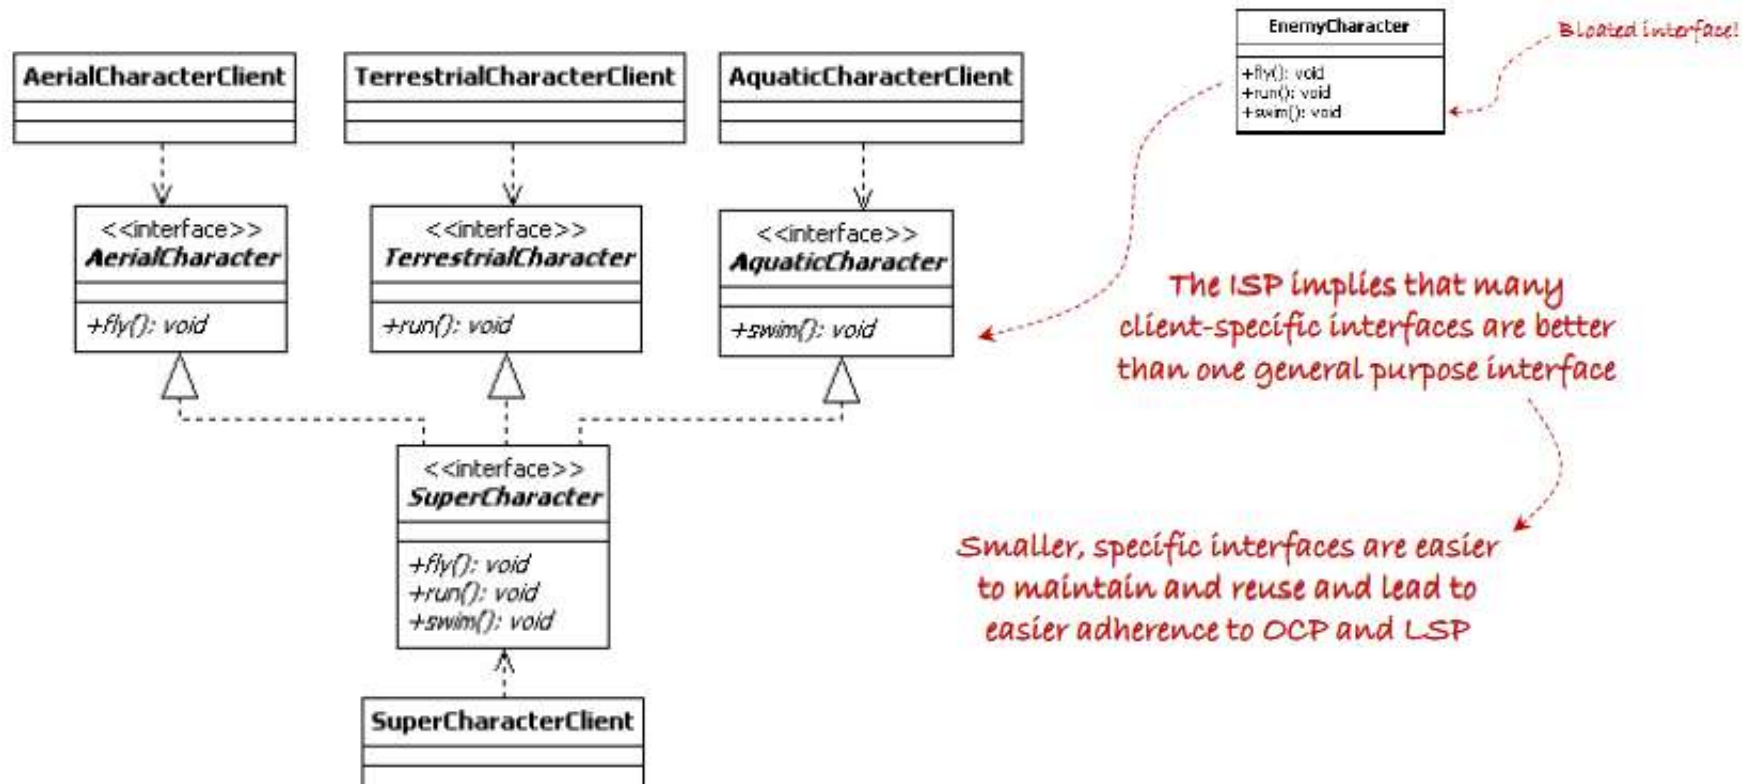 EnemyCharacter
+fly(): void
+run(): void
+swim(): void
Bloated interface!
AerialCharacterClient
TerrestrialCharacterClient
AquaticCharacterClient
<<interface>>
AerialCharacter
+fly(): void
<<interface>>
TerrestrialCharacter
+run(): void
<<interface>>
AquaticCharacter
+swim(): void
The ISP implies that many
client-specific interfaces are better
than one general purpose interface
<<interface>>
SuperCharacter
+fly(): void
+run(): void
+swim(): void
Smaller, specific interfaces are easier
to maintain and reuse and lead to
easier adherence to OCP and LSP
SuperCharacterClient